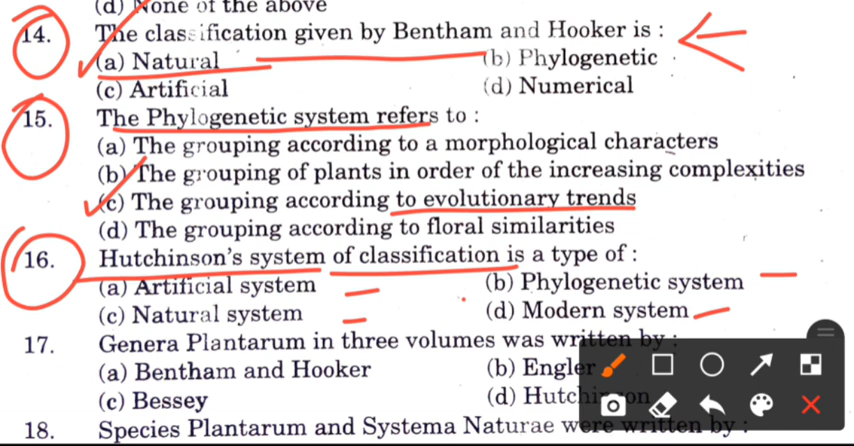 (d) None of the above
14. The classification given by Bentham and Hooker is :
(a) Natural (b) Phylogenetic
(c) Artificial (d) Numerical
15. The Phylogenetic system refers to :
(a) The grouping according to a morphological characters
(b) The grouping of plants in order of the increasing complexities
(c) The grouping according to evolutionary trends
(d) The grouping according to floral similarities
16. Hutchinson's system of classification is a type of :
(a) Artificial system (b) Phylogenetic system
(c) Natural system (d) Modern system
17. Genera Plantarum in three volumes was written by :
(a) Bentham and Hooker (b) Engler
(c) Bessey (d) Hutchinson
18. Species Plantarum and Systema Naturae were written by :